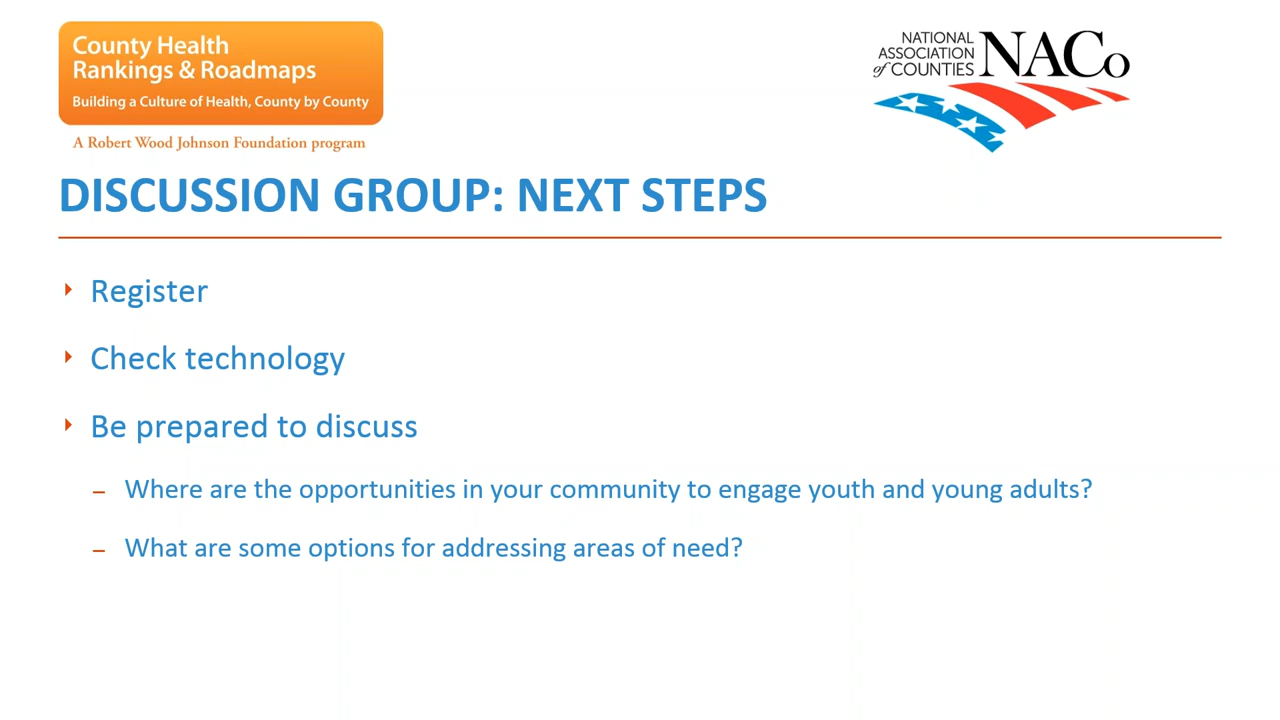 County Health
Rankings & Roadmaps
Building a Culture of Health, County by County
A Robert Wood Johnson Foundation program
NATIONAL
ASSOCIATION
of COUNTIES
NACo
DISCUSSION GROUP: NEXT STEPS
Register
Check technology
Be prepared to discuss
– Where are the opportunities in your community to engage youth and young adults?
– What are some options for addressing areas of need?